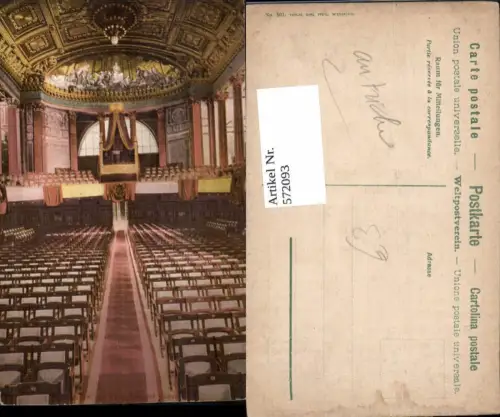 Carte postale — Postkarte — Cartolina postale
Union postale universelle. — Weltpostverein. — Unione postale universale.
Raum für Mitteilungen.
Partie réservée à la correspondance.
Adresse
Artikel Nr.
572093